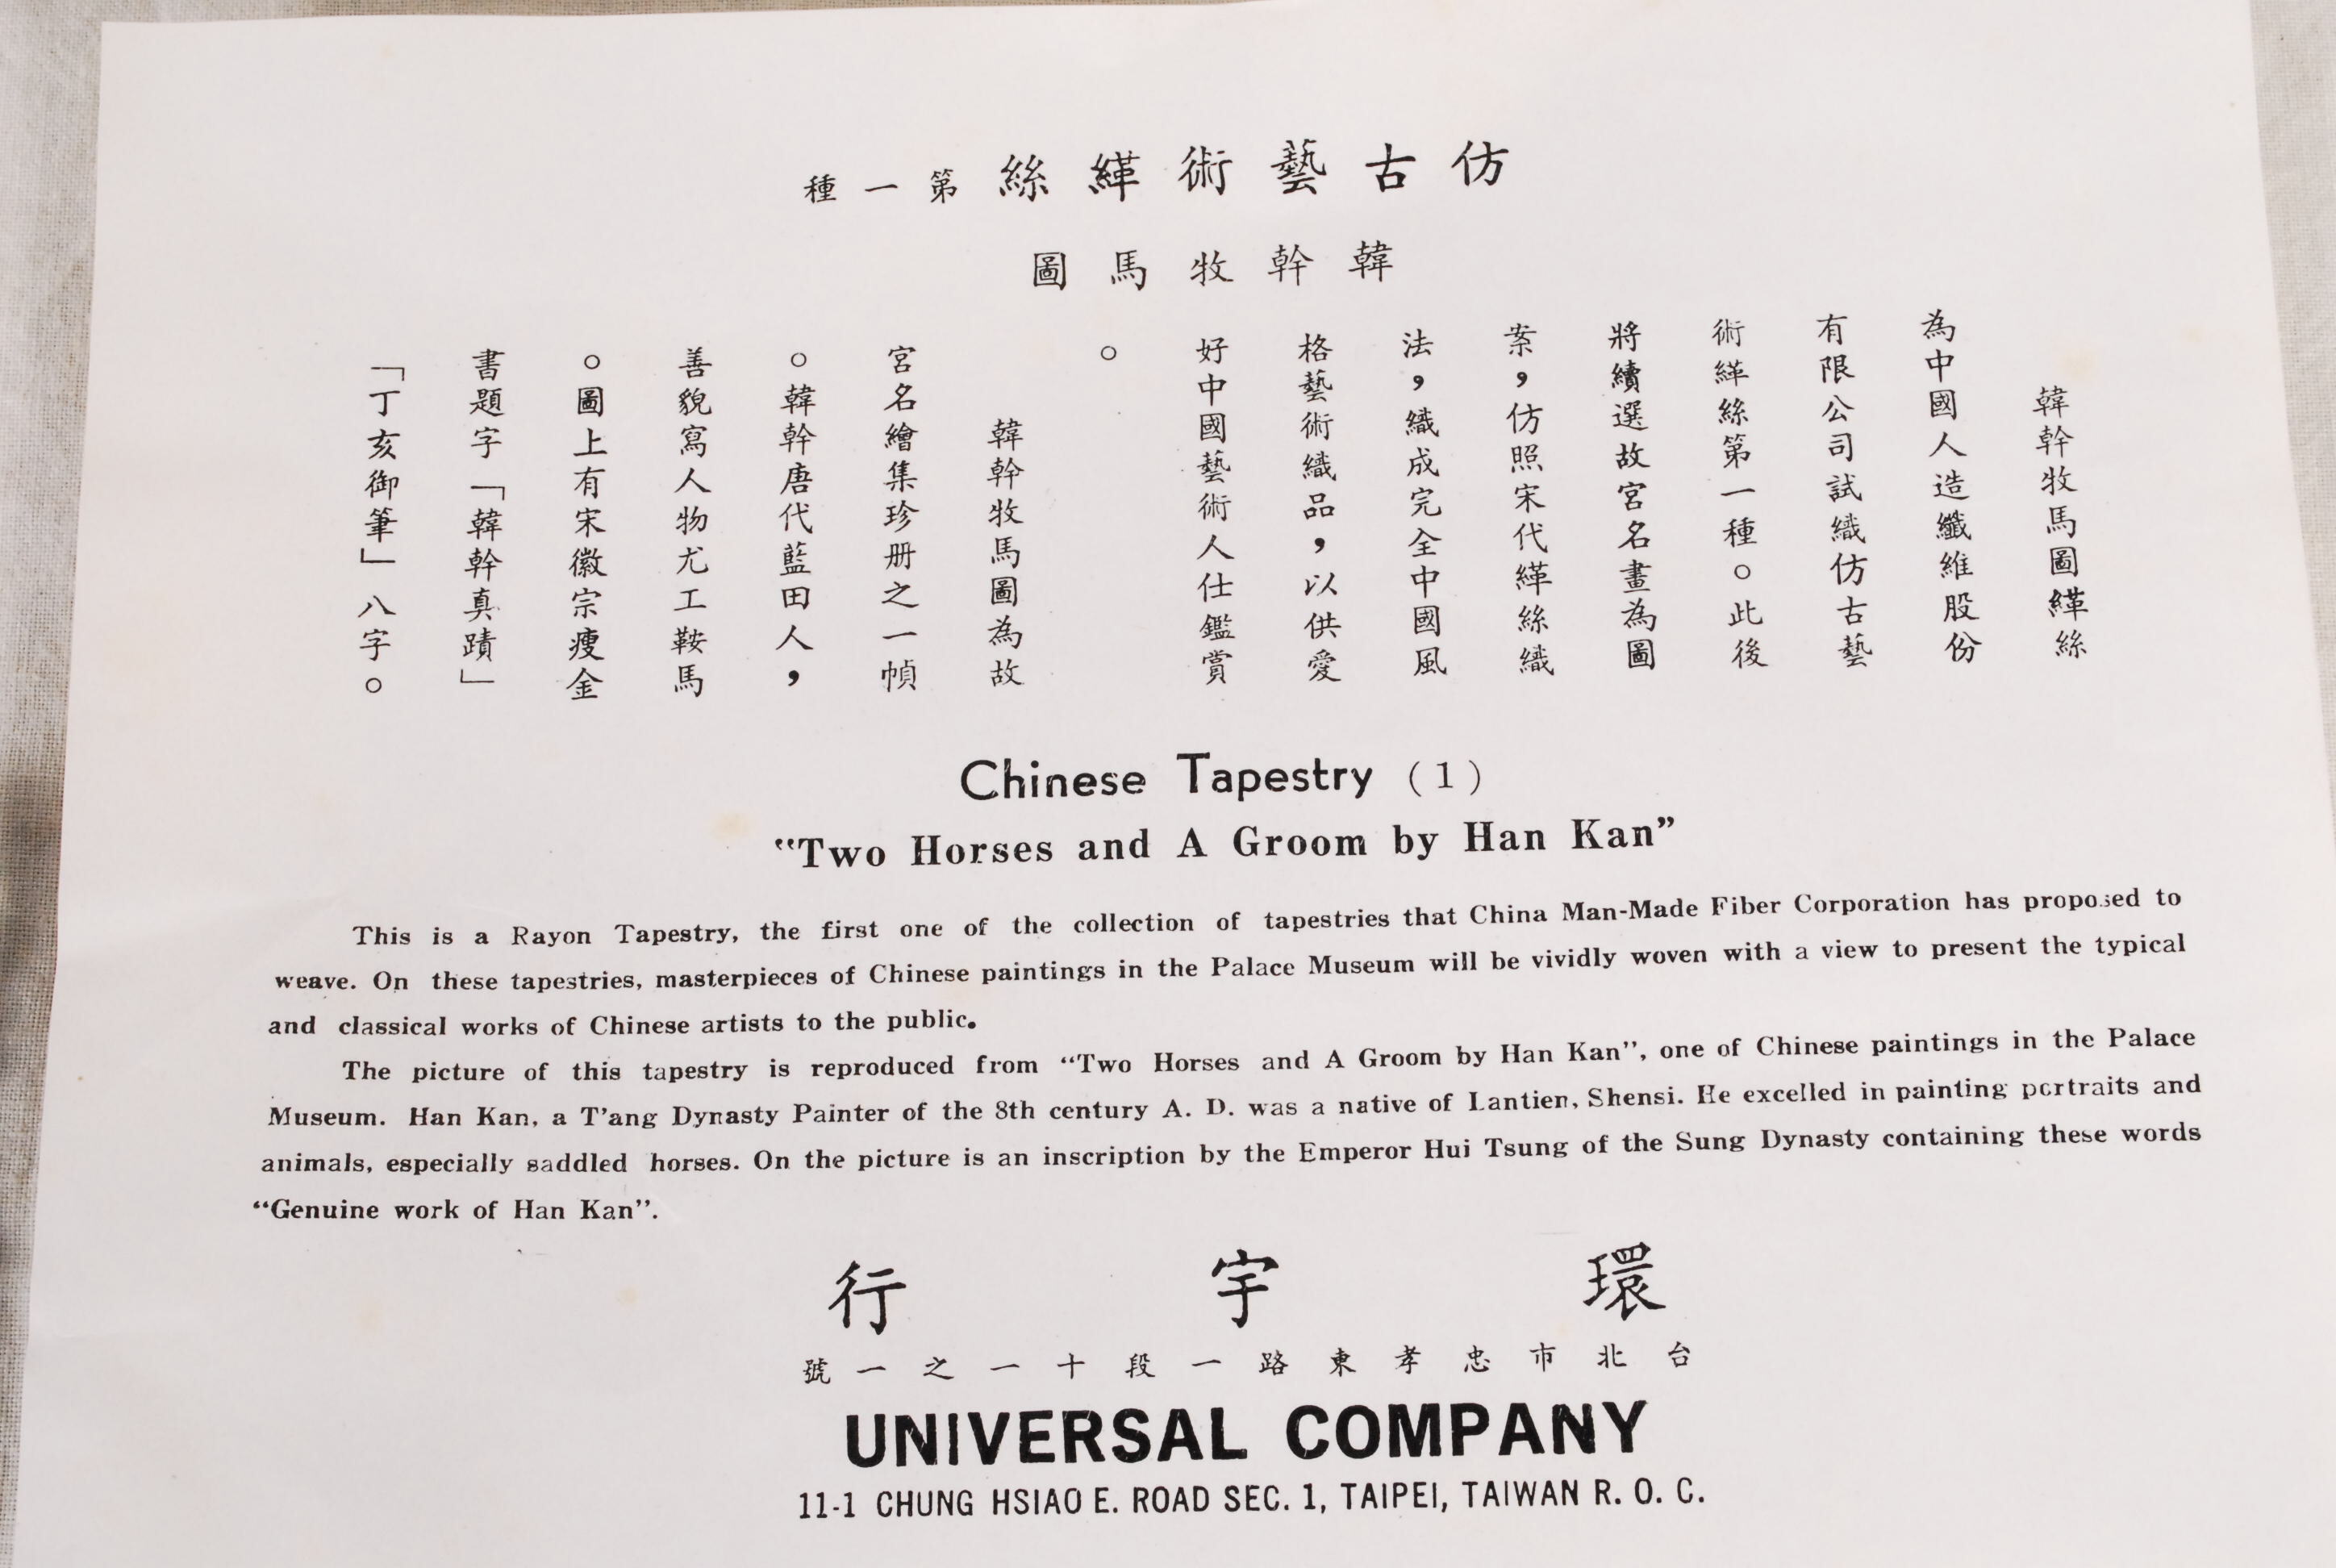 仿古藝術緙絲第一種
韓幹牧馬圖
韓幹牧馬圖緙絲
為中國人造纖維股份
有限公司試織仿古藝
術緙絲第一種。此後
將續選故宮名畫為圖
案，仿照宋代緙絲織
法，織成完全中國風
格藝術織品，以供愛
好中國藝術人仕鑑賞
。
韓幹牧馬圖為故
宮名繪集珍册之一幀
。韓幹唐代藍田人，
善貌寫人物尤工鞍馬
。圖上有宋徽宗瘦金
書題字「韓幹真蹟」
「丁亥御筆」八字。
Chinese Tapestry (1)
“Two Horses and A Groom by Han Kan”
This is a Rayon Tapestry, the first one of the collection of tapestries that China Man-Made Fiber Corporation has proposed to
weave. On these tapestries, masterpieces of Chinese paintings in the Palace Museum will be vividly woven with a view to present the typical
and classical works of Chinese artists to the public.
The picture of this tapestry is reproduced from “Two Horses and A Groom by Han Kan”, one of Chinese paintings in the Palace
Museum. Han Kan, a T’ang Dynasty Painter of the 8th century A. D. was a native of Lantien, Shensi. He excelled in painting portraits and
animals, especially saddled horses. On the picture is an inscription by the Emperor Hui Tsung of the Sung Dynasty containing these words
“Genuine work of Han Kan”.
環宇行
台北市忠孝東路一段十一之一號
UNIVERSAL COMPANY
11-1 CHUNG HSIAO E. ROAD SEC. 1, TAIPEI, TAIWAN R. O. C.